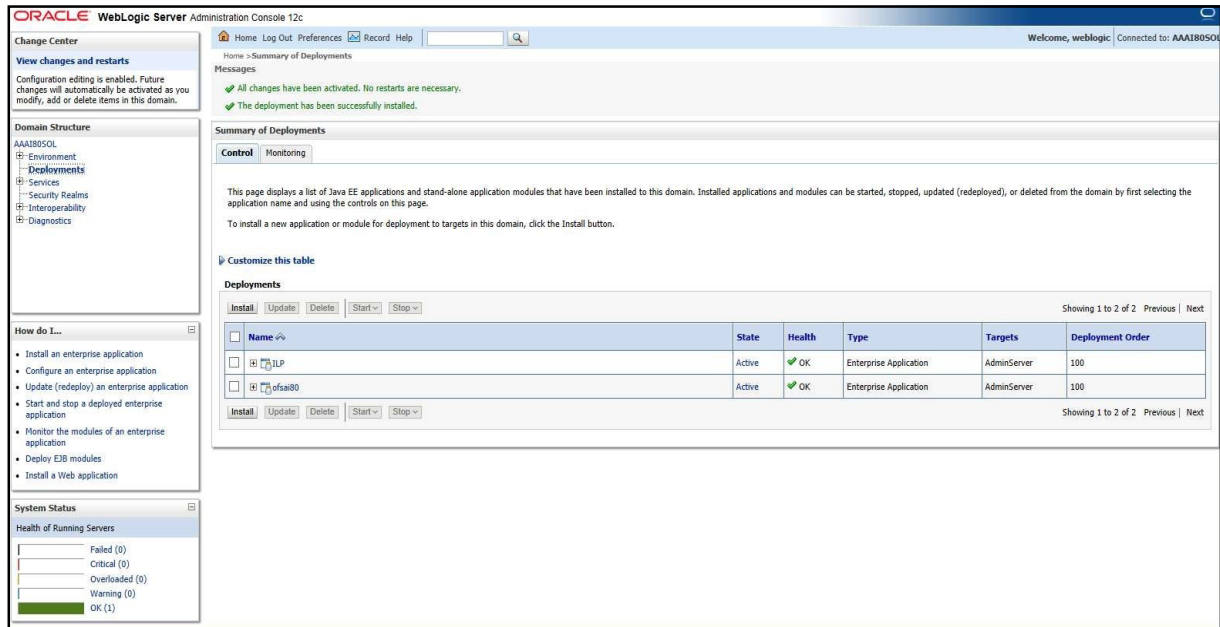 ORACLE WebLogic Server Administration Console 12c
Change Center
View changes and restarts
Configuration editing is enabled. Future
changes will automatically be activated as you
modify, add or delete items in this domain.
Domain Structure
AAAI80SOL
Environment
Deployments
Services
Security Realms
Interoperability
Diagnostics
How do I...
Install an enterprise application
Configure an enterprise application
Update (redeploy) an enterprise application
Start and stop a deployed enterprise
application
Monitor the modules of an enterprise
application
Deploy EJB modules
Install a Web application
System Status
Health of Running Servers
Failed (0)
Critical (0)
Overloaded (0)
Warning (0)
OK (1)
Home Log Out Preferences Record Help
Welcome, weblogic Connected to: AAAI80SOL
Home >Summary of Deployments
Messages
All changes have been activated. No restarts are necessary.
The deployment has been successfully installed.
Summary of Deployments
Control Monitoring
This page displays a list of Java EE applications and stand-alone application modules that have been installed to this domain. Installed applications and modules can be started, stopped, updated (redeployed), or deleted from the domain by first selecting the
application name and using the controls on this page.
To install a new application or module for deployment to targets in this domain, click the Install button.
Customize this table
Deployments
Install Update Delete Start Stop Showing 1 to 2 of 2 Previous | Next
Name State Health Type Targets Deployment Order
ILP Active OK Enterprise Application AdminServer 100
ofsai80 Active OK Enterprise Application AdminServer 100
Install Update Delete Start Stop Showing 1 to 2 of 2 Previous | Next